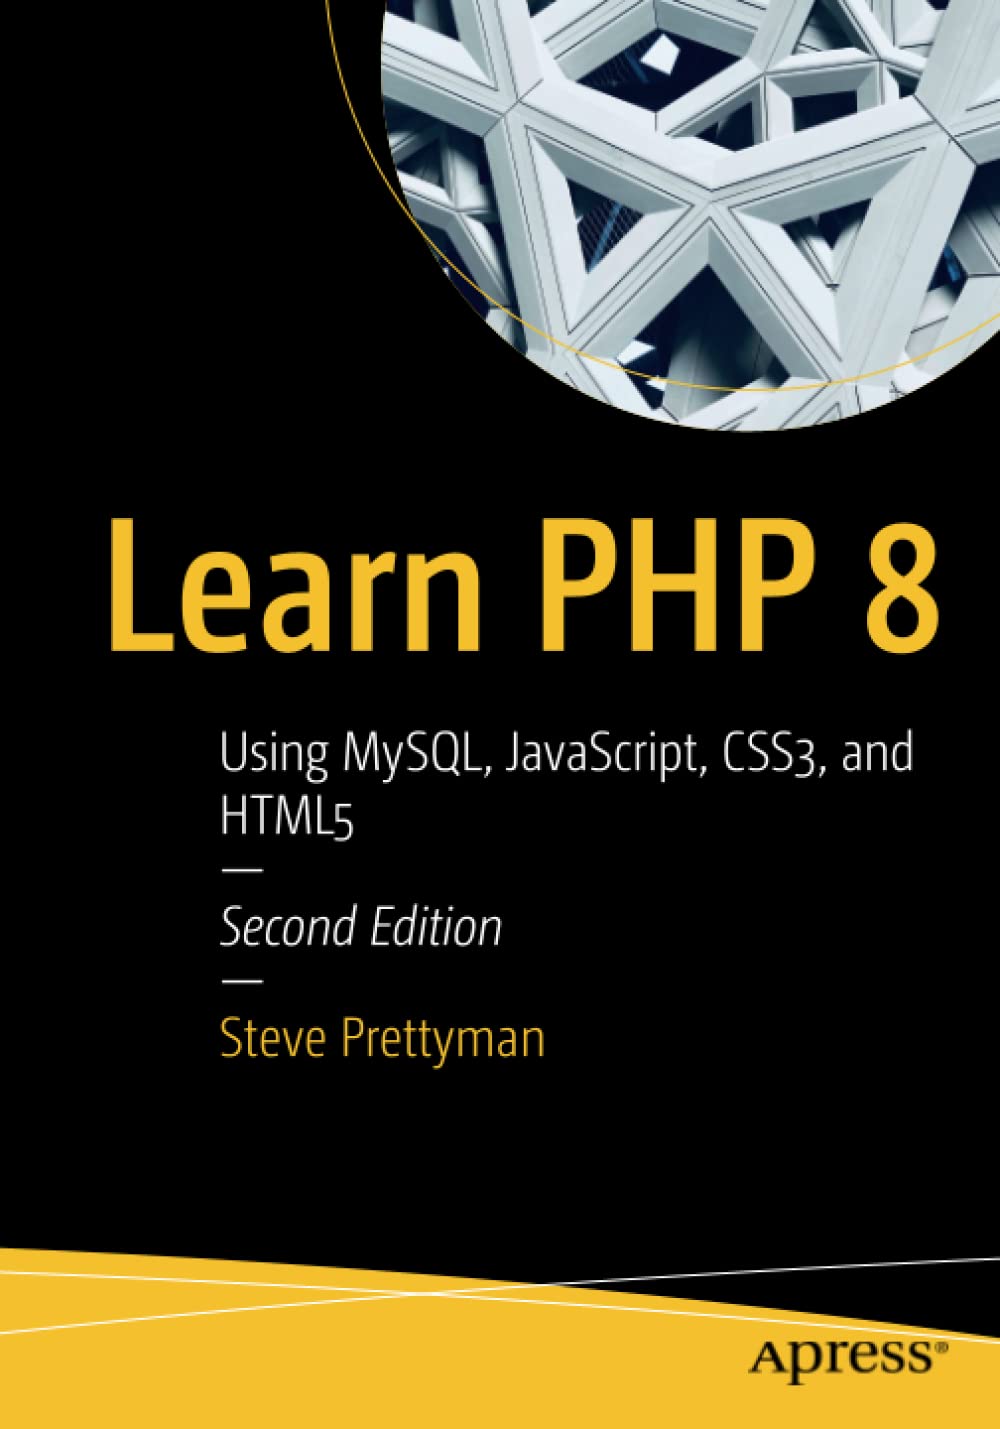 Learn PHP 8
Using MySQL, JavaScript, CSS3, and
HTML5
—
Second Edition
—
Steve Prettyman
Apress®